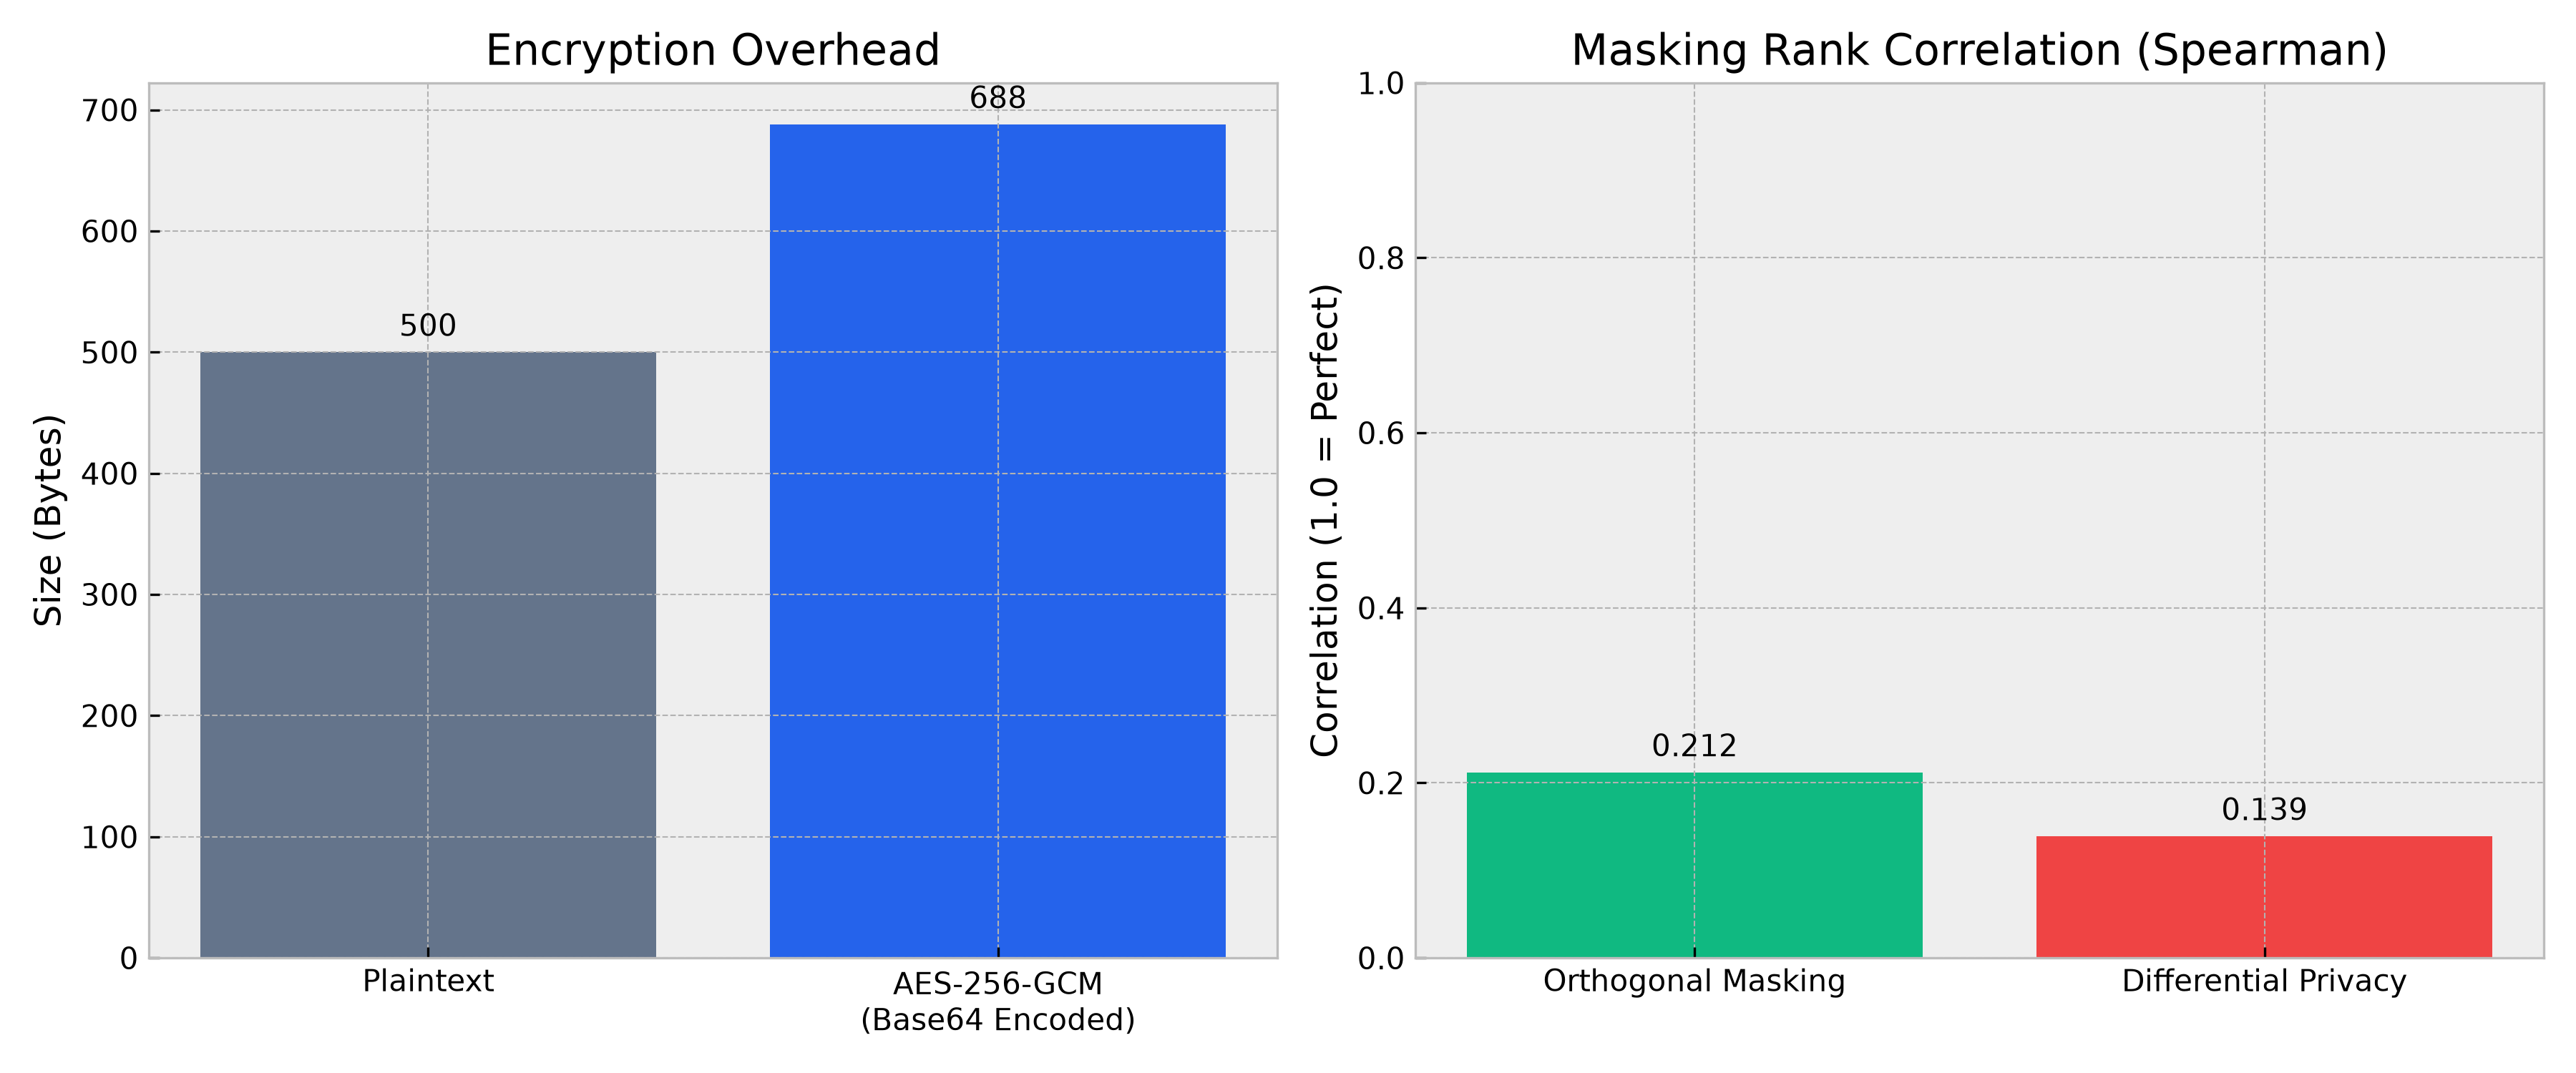 Encryption Overhead
Size (Bytes)
700
600
500
400
300
200
100
0
500
688
Plaintext
AES-256-GCM
(Base64 Encoded)
Masking Rank Correlation (Spearman)
Correlation (1.0 = Perfect)
1.0
0.8
0.6
0.4
0.2
0.0
0.212
0.139
Orthogonal Masking
Differential Privacy